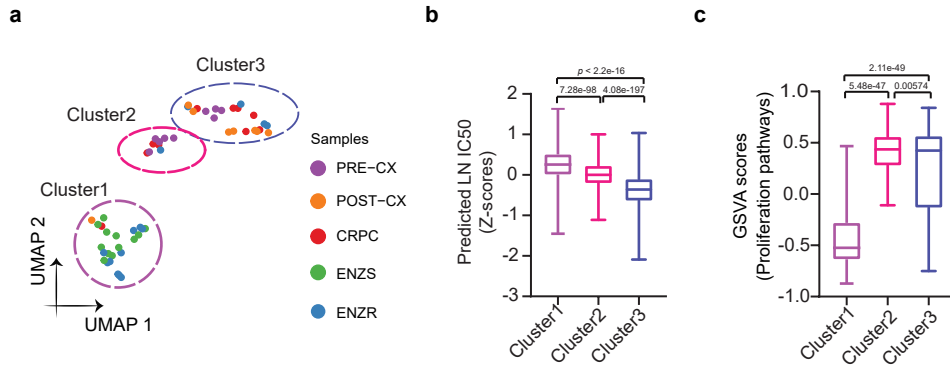 a
Cluster3
Cluster2
Cluster1
UMAP 2
UMAP 1
Samples
PRE−CX
POST−CX
CRPC
ENZS
ENZR
b
p < 2.2e-16
7.28e-98
4.08e-197
Predicted LN IC50
(Z-scores)
2
1
0
-1
-2
-3
Cluster1
Cluster2
Cluster3
c
2.11e-49
5.48e-47
0.00574
GSVA scores
(Proliferation pathways)
1.0
0.5
0.0
-0.5
-1.0
Cluster1
Cluster2
Cluster3